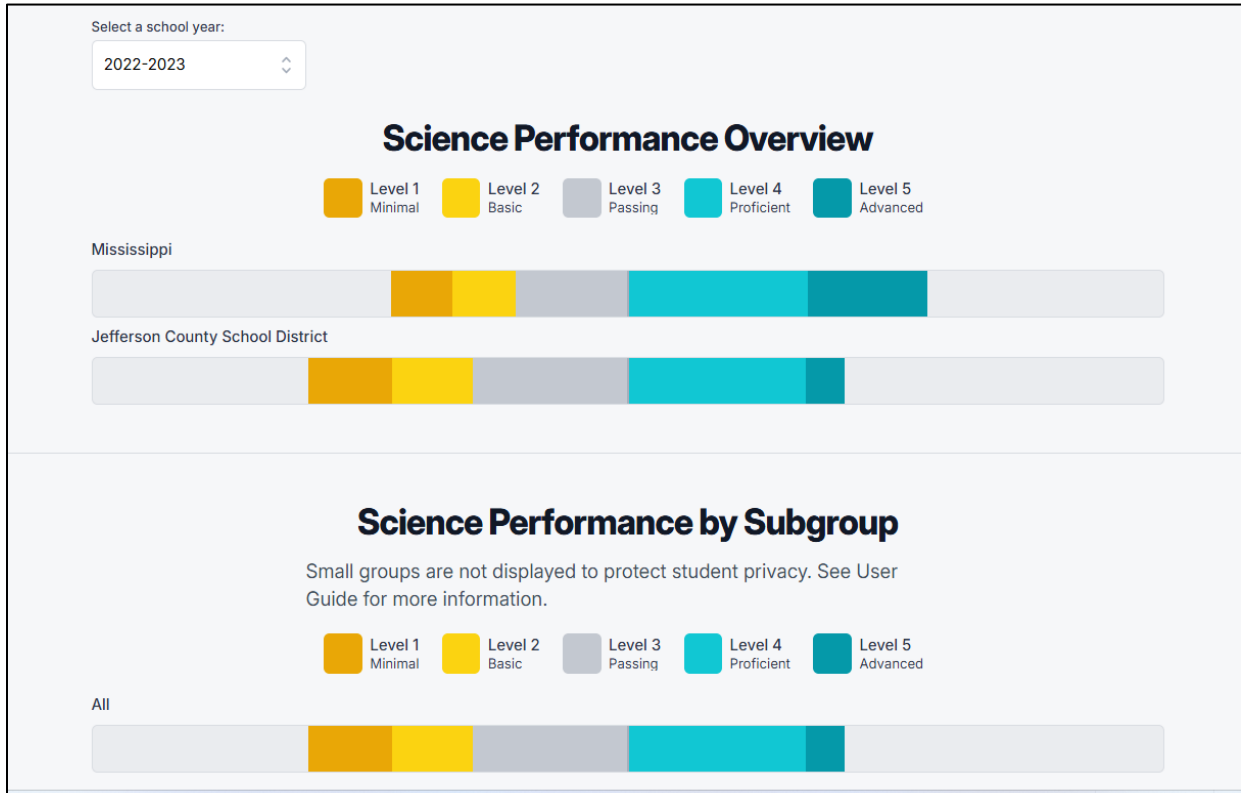 Select a school year:
2022-2023
Science Performance Overview
Level 1
Minimal
Level 2
Basic
Level 3
Passing
Level 4
Proficient
Level 5
Advanced
Mississippi
Jefferson County School District
Science Performance by Subgroup
Small groups are not displayed to protect student privacy. See User
Guide for more information.
Level 1
Minimal
Level 2
Basic
Level 3
Passing
Level 4
Proficient
Level 5
Advanced
All